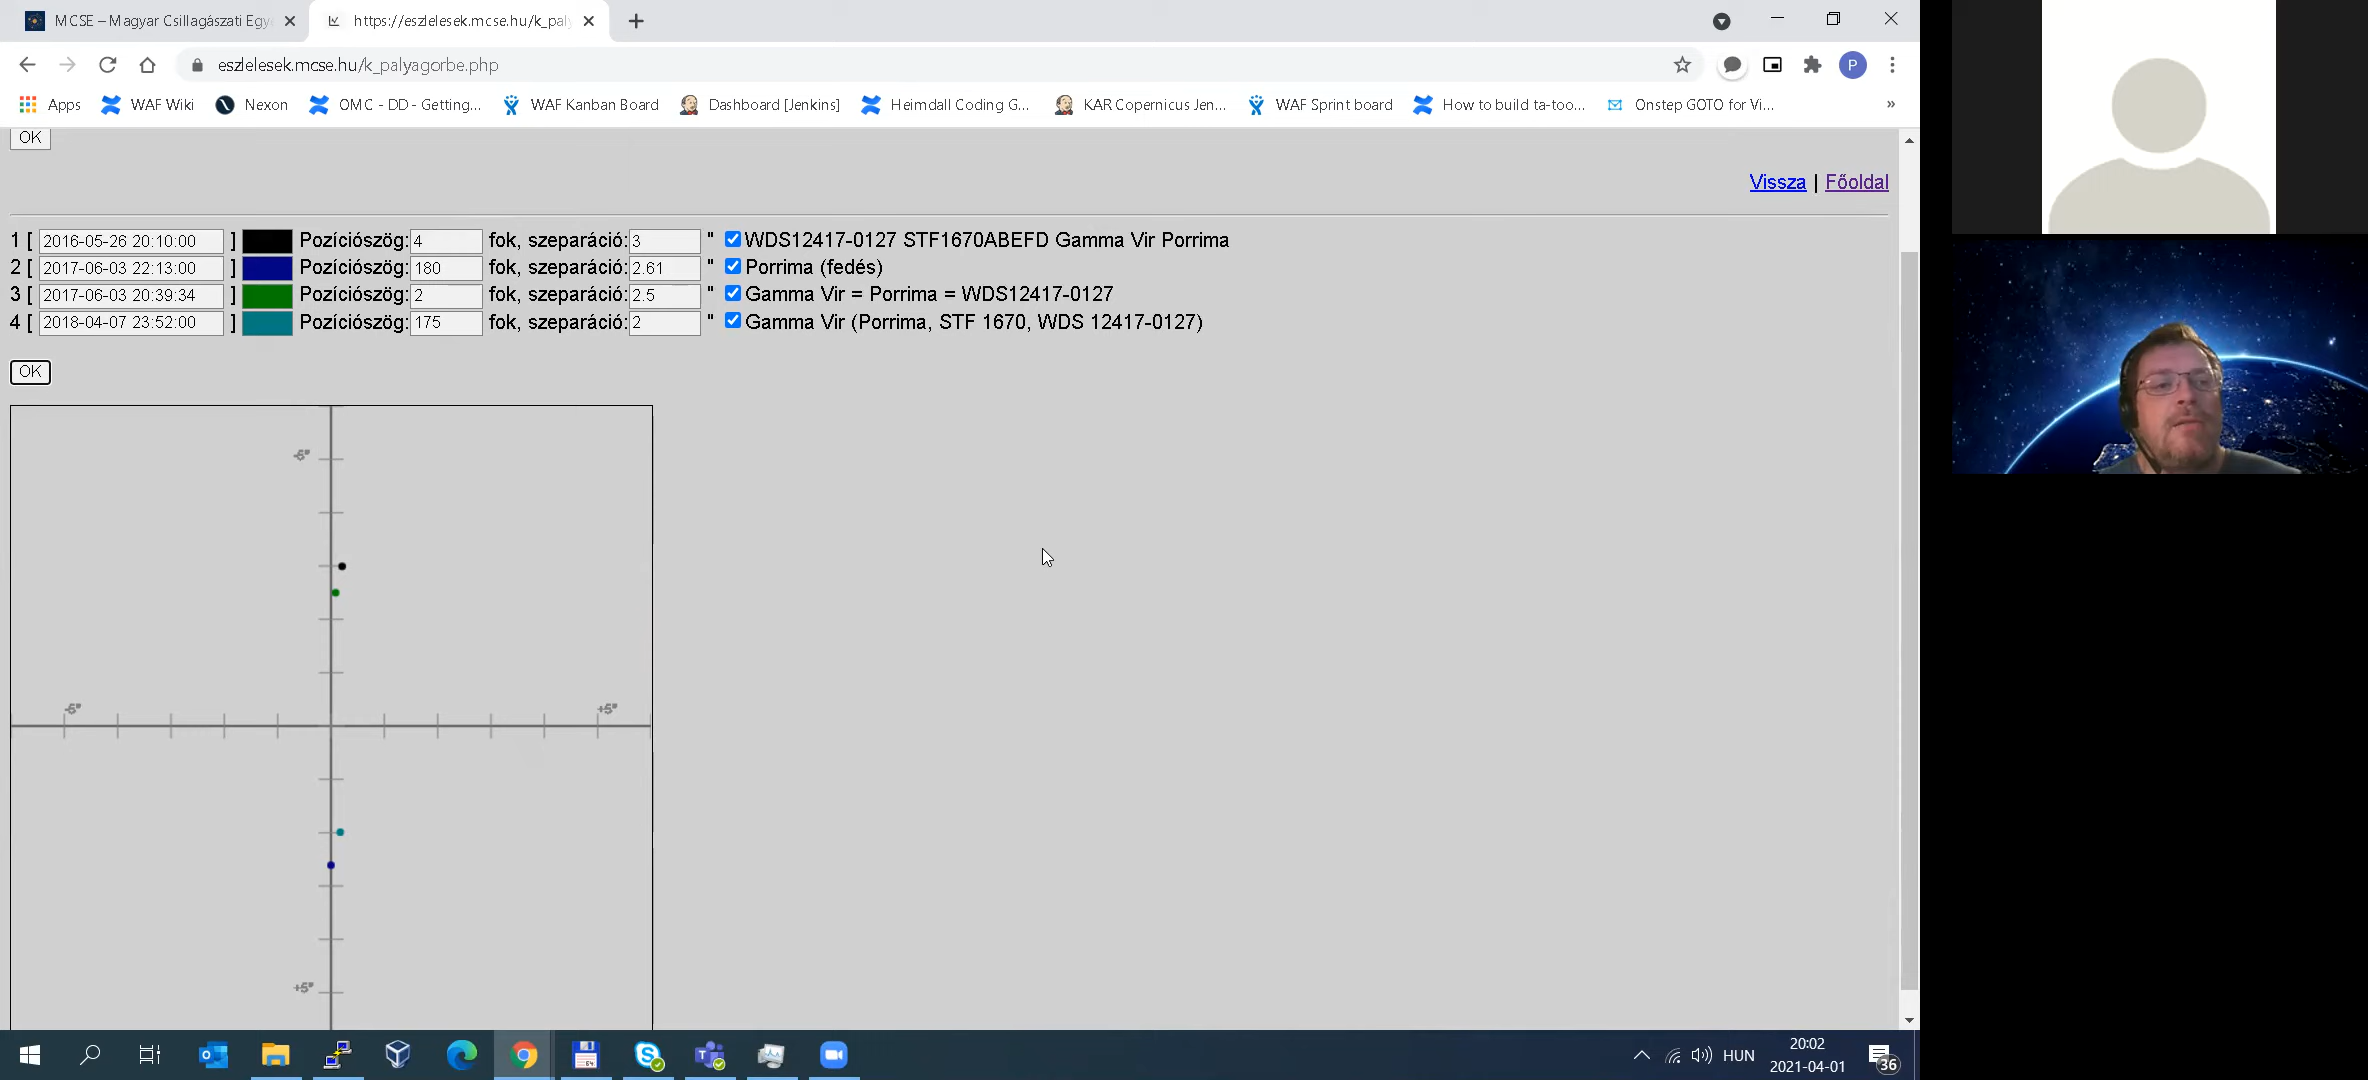 MCSE – Magyar Csillagászati Egy
https://eszlelesek.mcse.hu/k_paly
eszlelesek.mcse.hu/k_palyagorbe.php
P
Apps WAF Wiki Nexon OMC - DD - Getting... WAF Kanban Board Dashboard [Jenkins] Heimdall Coding G... KAR Copernicus Jen... WAF Sprint board How to build ta-too... Onstep GOTO for Vi... »
OK
Vissza | Főoldal
1 [ 2016-05-26 20:10:00 ] Pozíciószög: 4 fok, szeparáció: 3 " WDS12417-0127 STF1670ABEFD Gamma Vir Porrima
2 [ 2017-06-03 22:13:00 ] Pozíciószög: 180 fok, szeparáció: 2.61 " Porrima (fedés)
3 [ 2017-06-03 20:39:34 ] Pozíciószög: 2 fok, szeparáció: 2.5 " Gamma Vir = Porrima = WDS12417-0127
4 [ 2018-04-07 23:52:00 ] Pozíciószög: 175 fok, szeparáció: 2 " Gamma Vir (Porrima, STF 1670, WDS 12417-0127)
OK
-5"
-5" +5"
+5"
HUN
20:02
2021-04-01
36